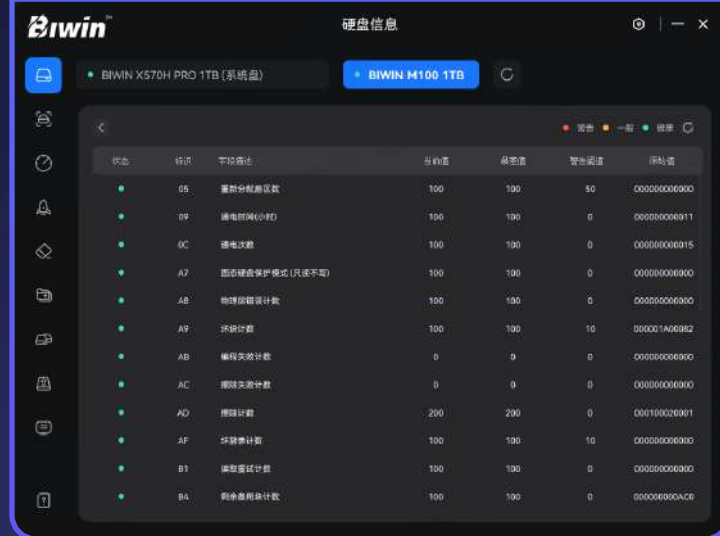 Biwin™ 硬盘信息
BIWIN X570H PRO 1TB (系统盘) BIWIN M100 1TB
警告 一般 健康
状态 标识 字段描述 当前值 最差值 警告阈值 原始值
05 重新分配扇区数 100 100 50 000000000000
09 通电时间(小时) 100 100 0 000000000011
0C 通电次数 100 100 0 000000000015
A7 固态硬盘保护模式 (只读不写) 100 100 0 000000000000
A8 物理层错误计数 100 100 0 000000000000
A9 坏块计数 100 100 10 000001A00082
AB 编程失败计数 0 0 0 000000000000
AC 擦除失败计数 0 0 0 000000000000
AD 擦除计数 200 200 0 000100020001
AF 坏簇表计数 100 100 10 000000000000
B1 读取重试计数 100 100 0 000000000000
B4 剩余备用块计数 100 100 0 000000000AC0